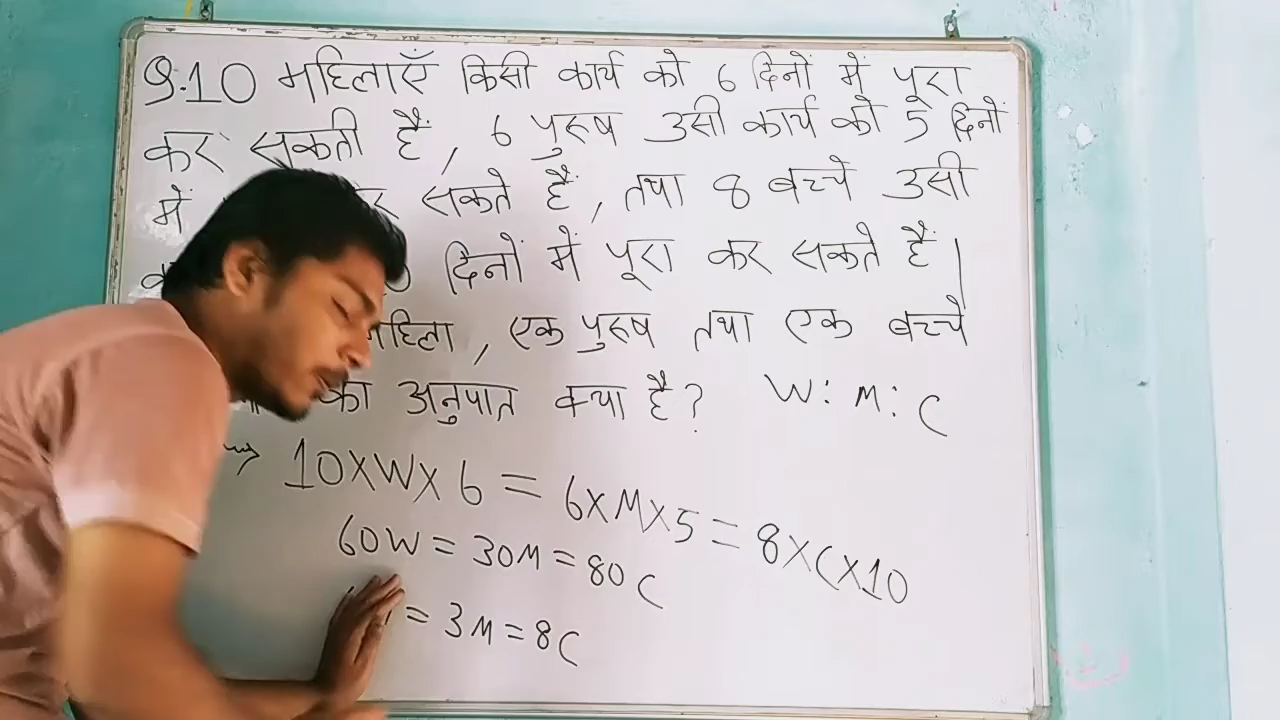 Q.10 महिलाएँ किसी कार्य को 6 दिनों में पूरा
कर सकती हैं, 6 पुरुष उसी कार्य को 5 दिनों
में सकते हैं, तथा 8 बच्चे उसी
दिनों में पूरा कर सकते हैं।
महिला, एक पुरुष तथा एक बच्चे
का अनुपात क्या है? W: M: C
⇒ 10×W×6 = 6×M×5 = 8×C×10
60W = 30M = 80C
= 3M = 8C